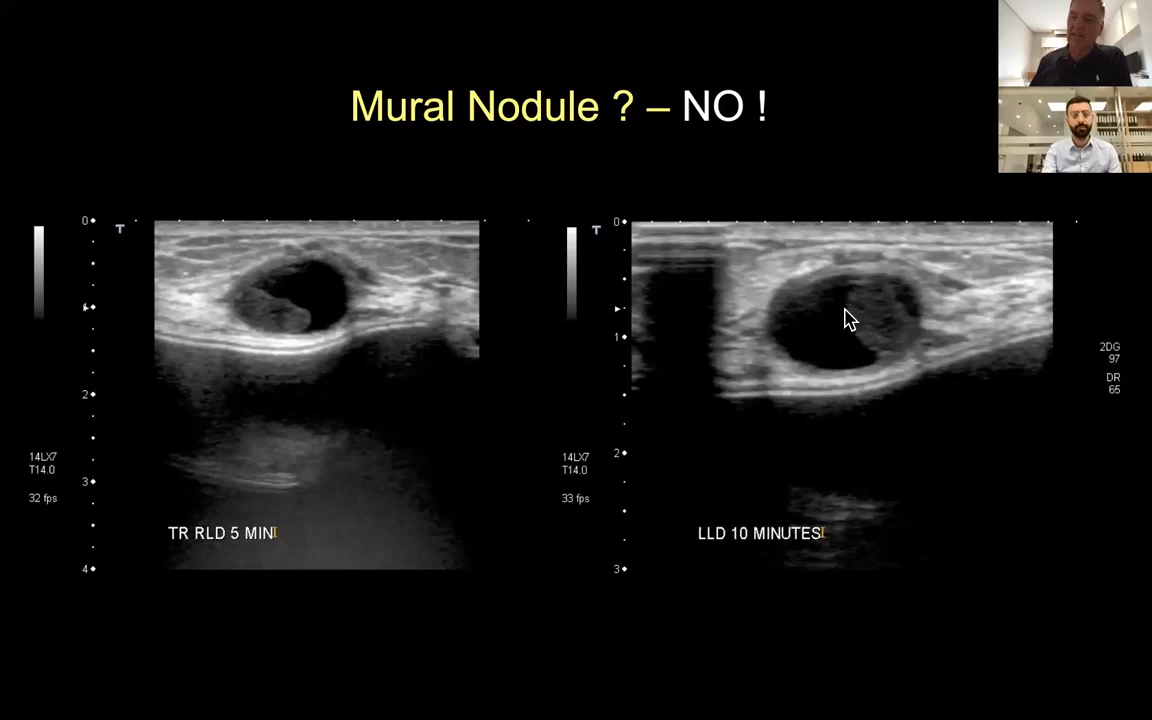 Mural Nodule ? – NO !
0
T
1
2
14LX7
T14.0
3
32 fps
TR RLD 5 MIN
4
0
T
1
2DG
97
DR
65
2
14LX7
T14.0
33 fps
LLD 10 MINUTES
3